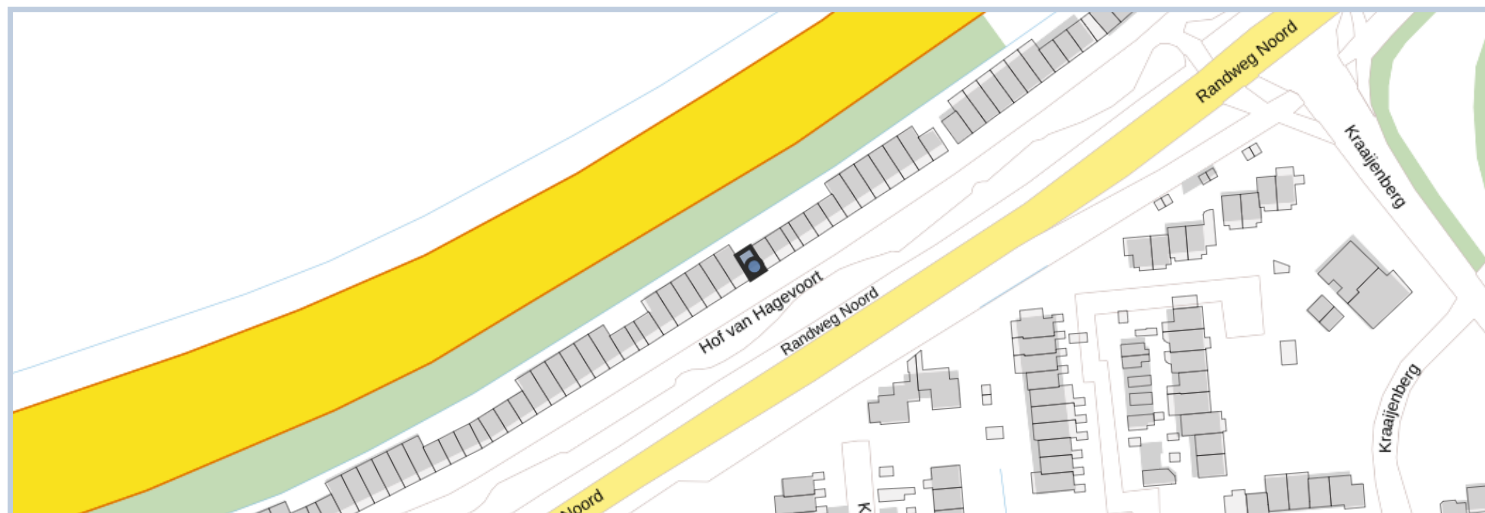 Randweg Noord
Kraaijenberg
Hof van Hagevoort
Randweg Noord
Kraaijenberg
Noord
K